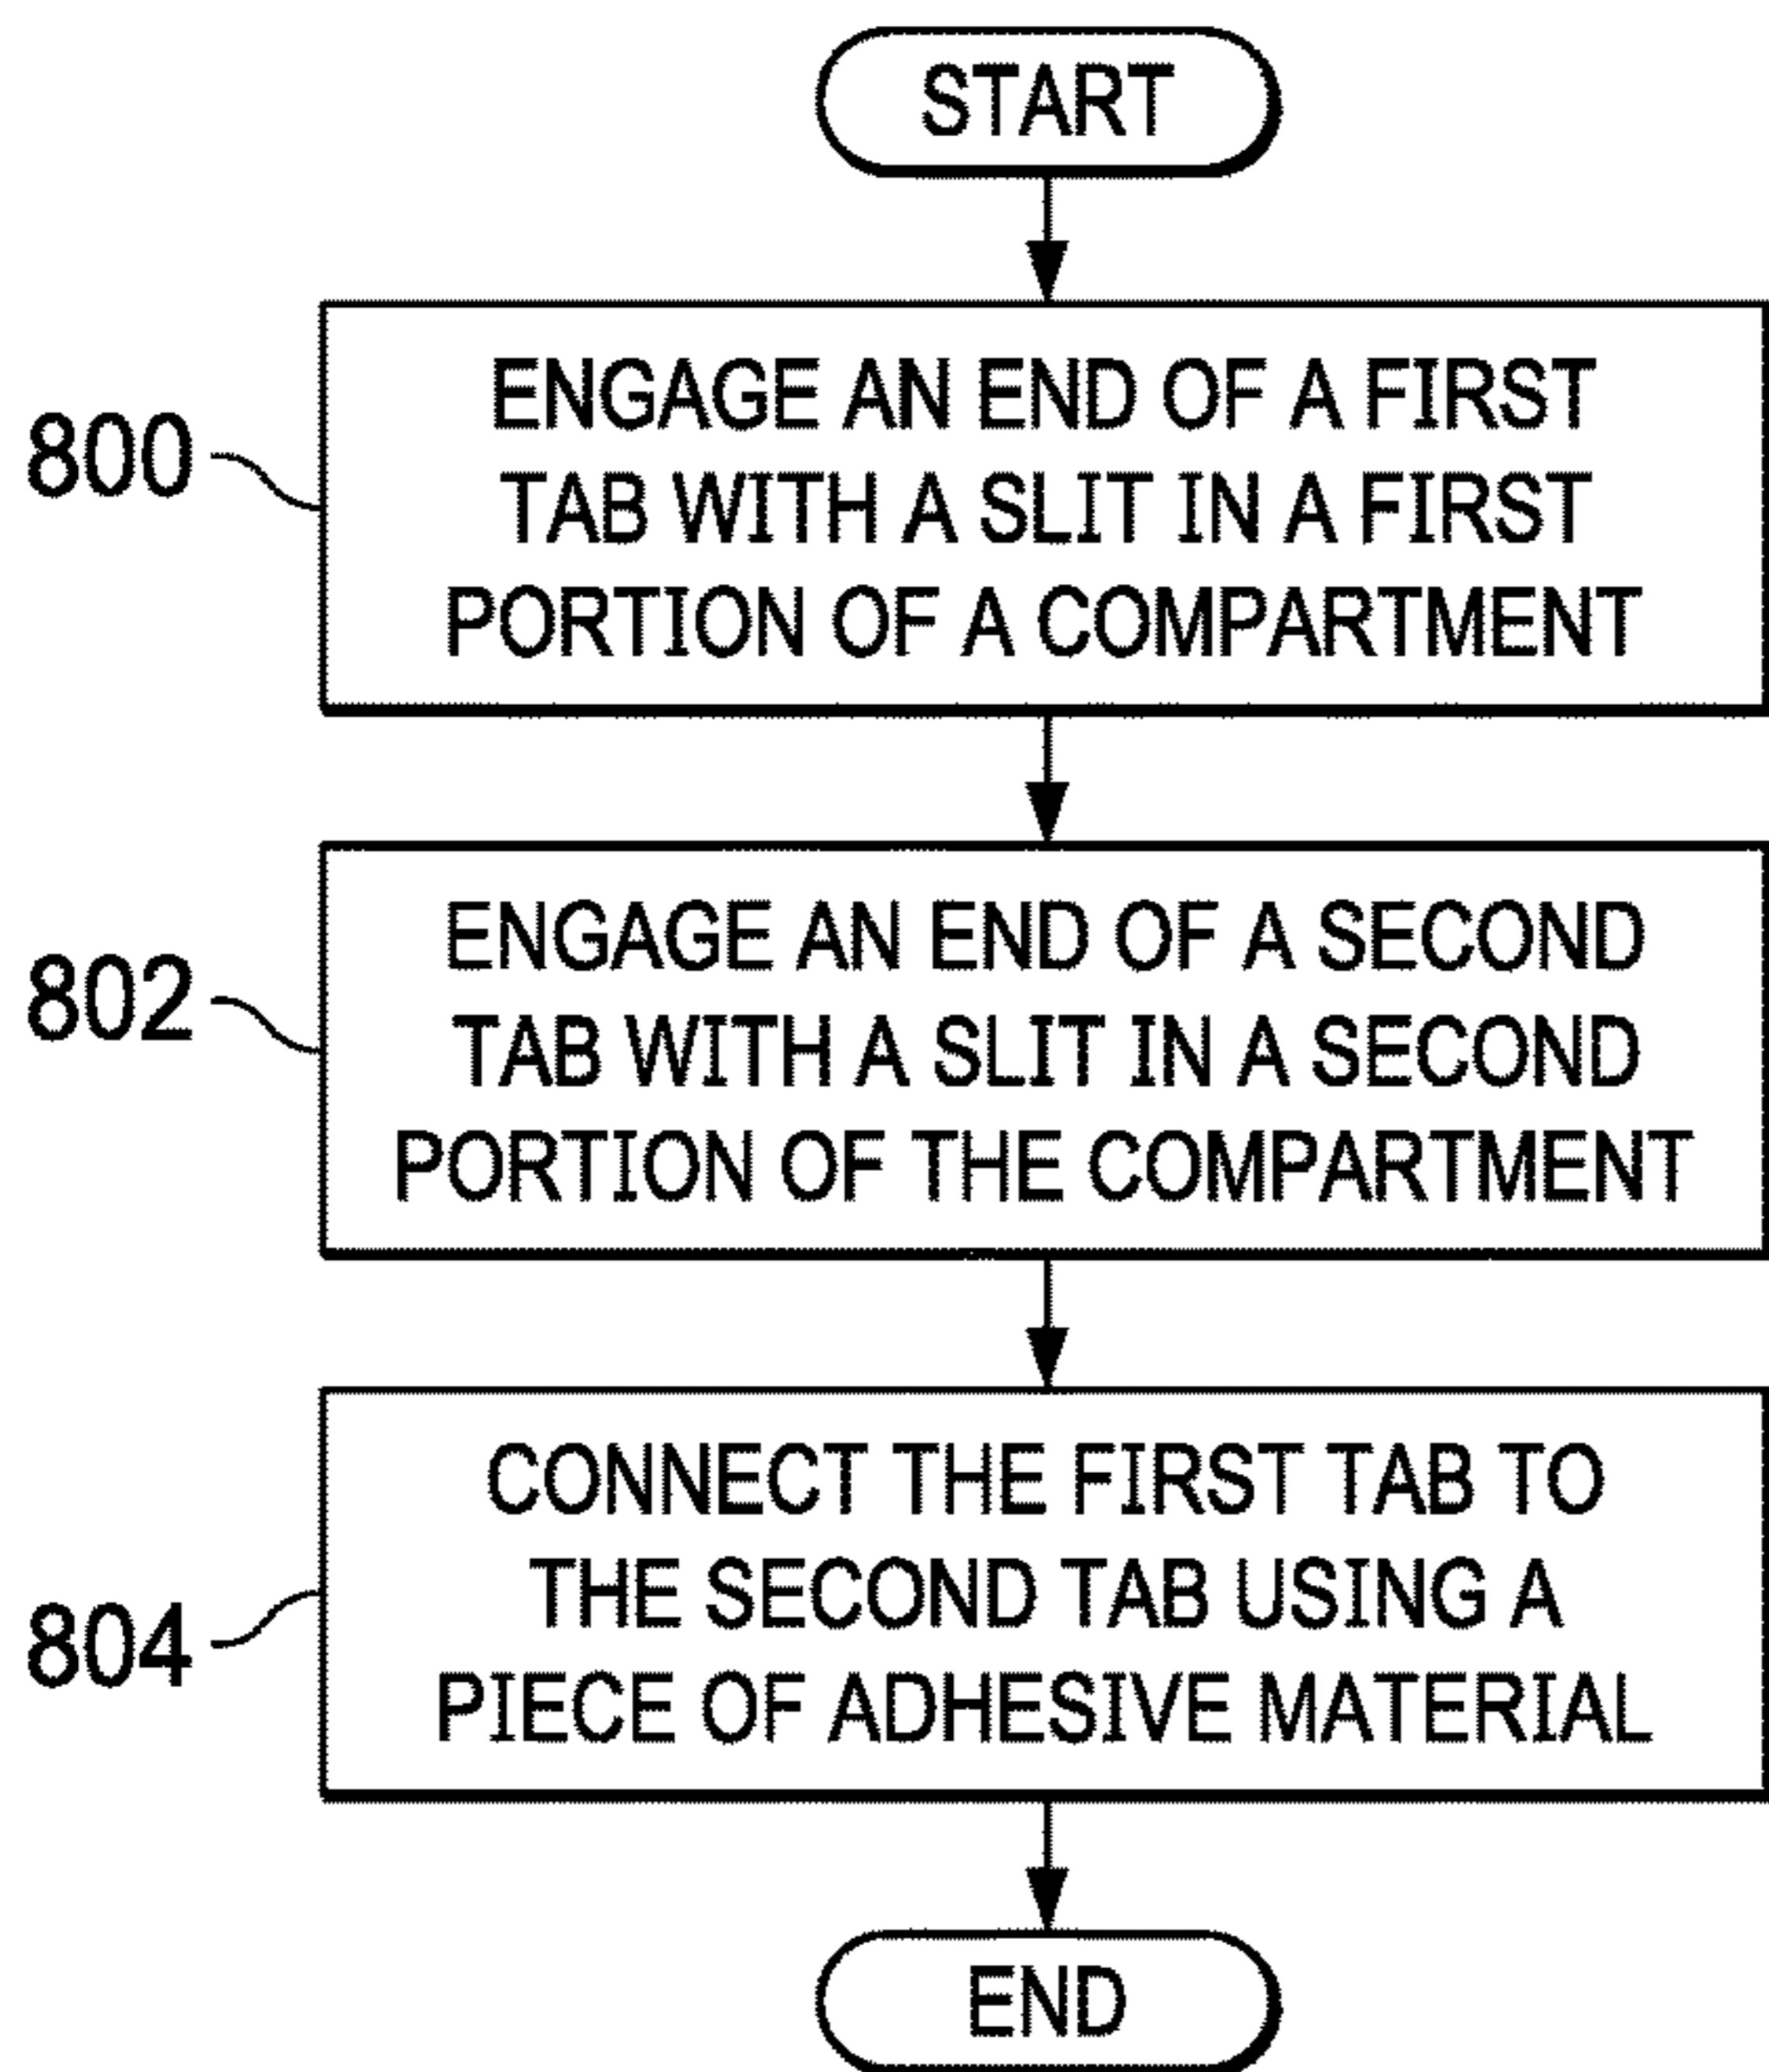 START
800
ENGAGE AN END OF A FIRST
TAB WITH A SLIT IN A FIRST
PORTION OF A COMPARTMENT
802
ENGAGE AN END OF A SECOND
TAB WITH A SLIT IN A SECOND
PORTION OF THE COMPARTMENT
804
CONNECT THE FIRST TAB TO
THE SECOND TAB USING A
PIECE OF ADHESIVE MATERIAL
END